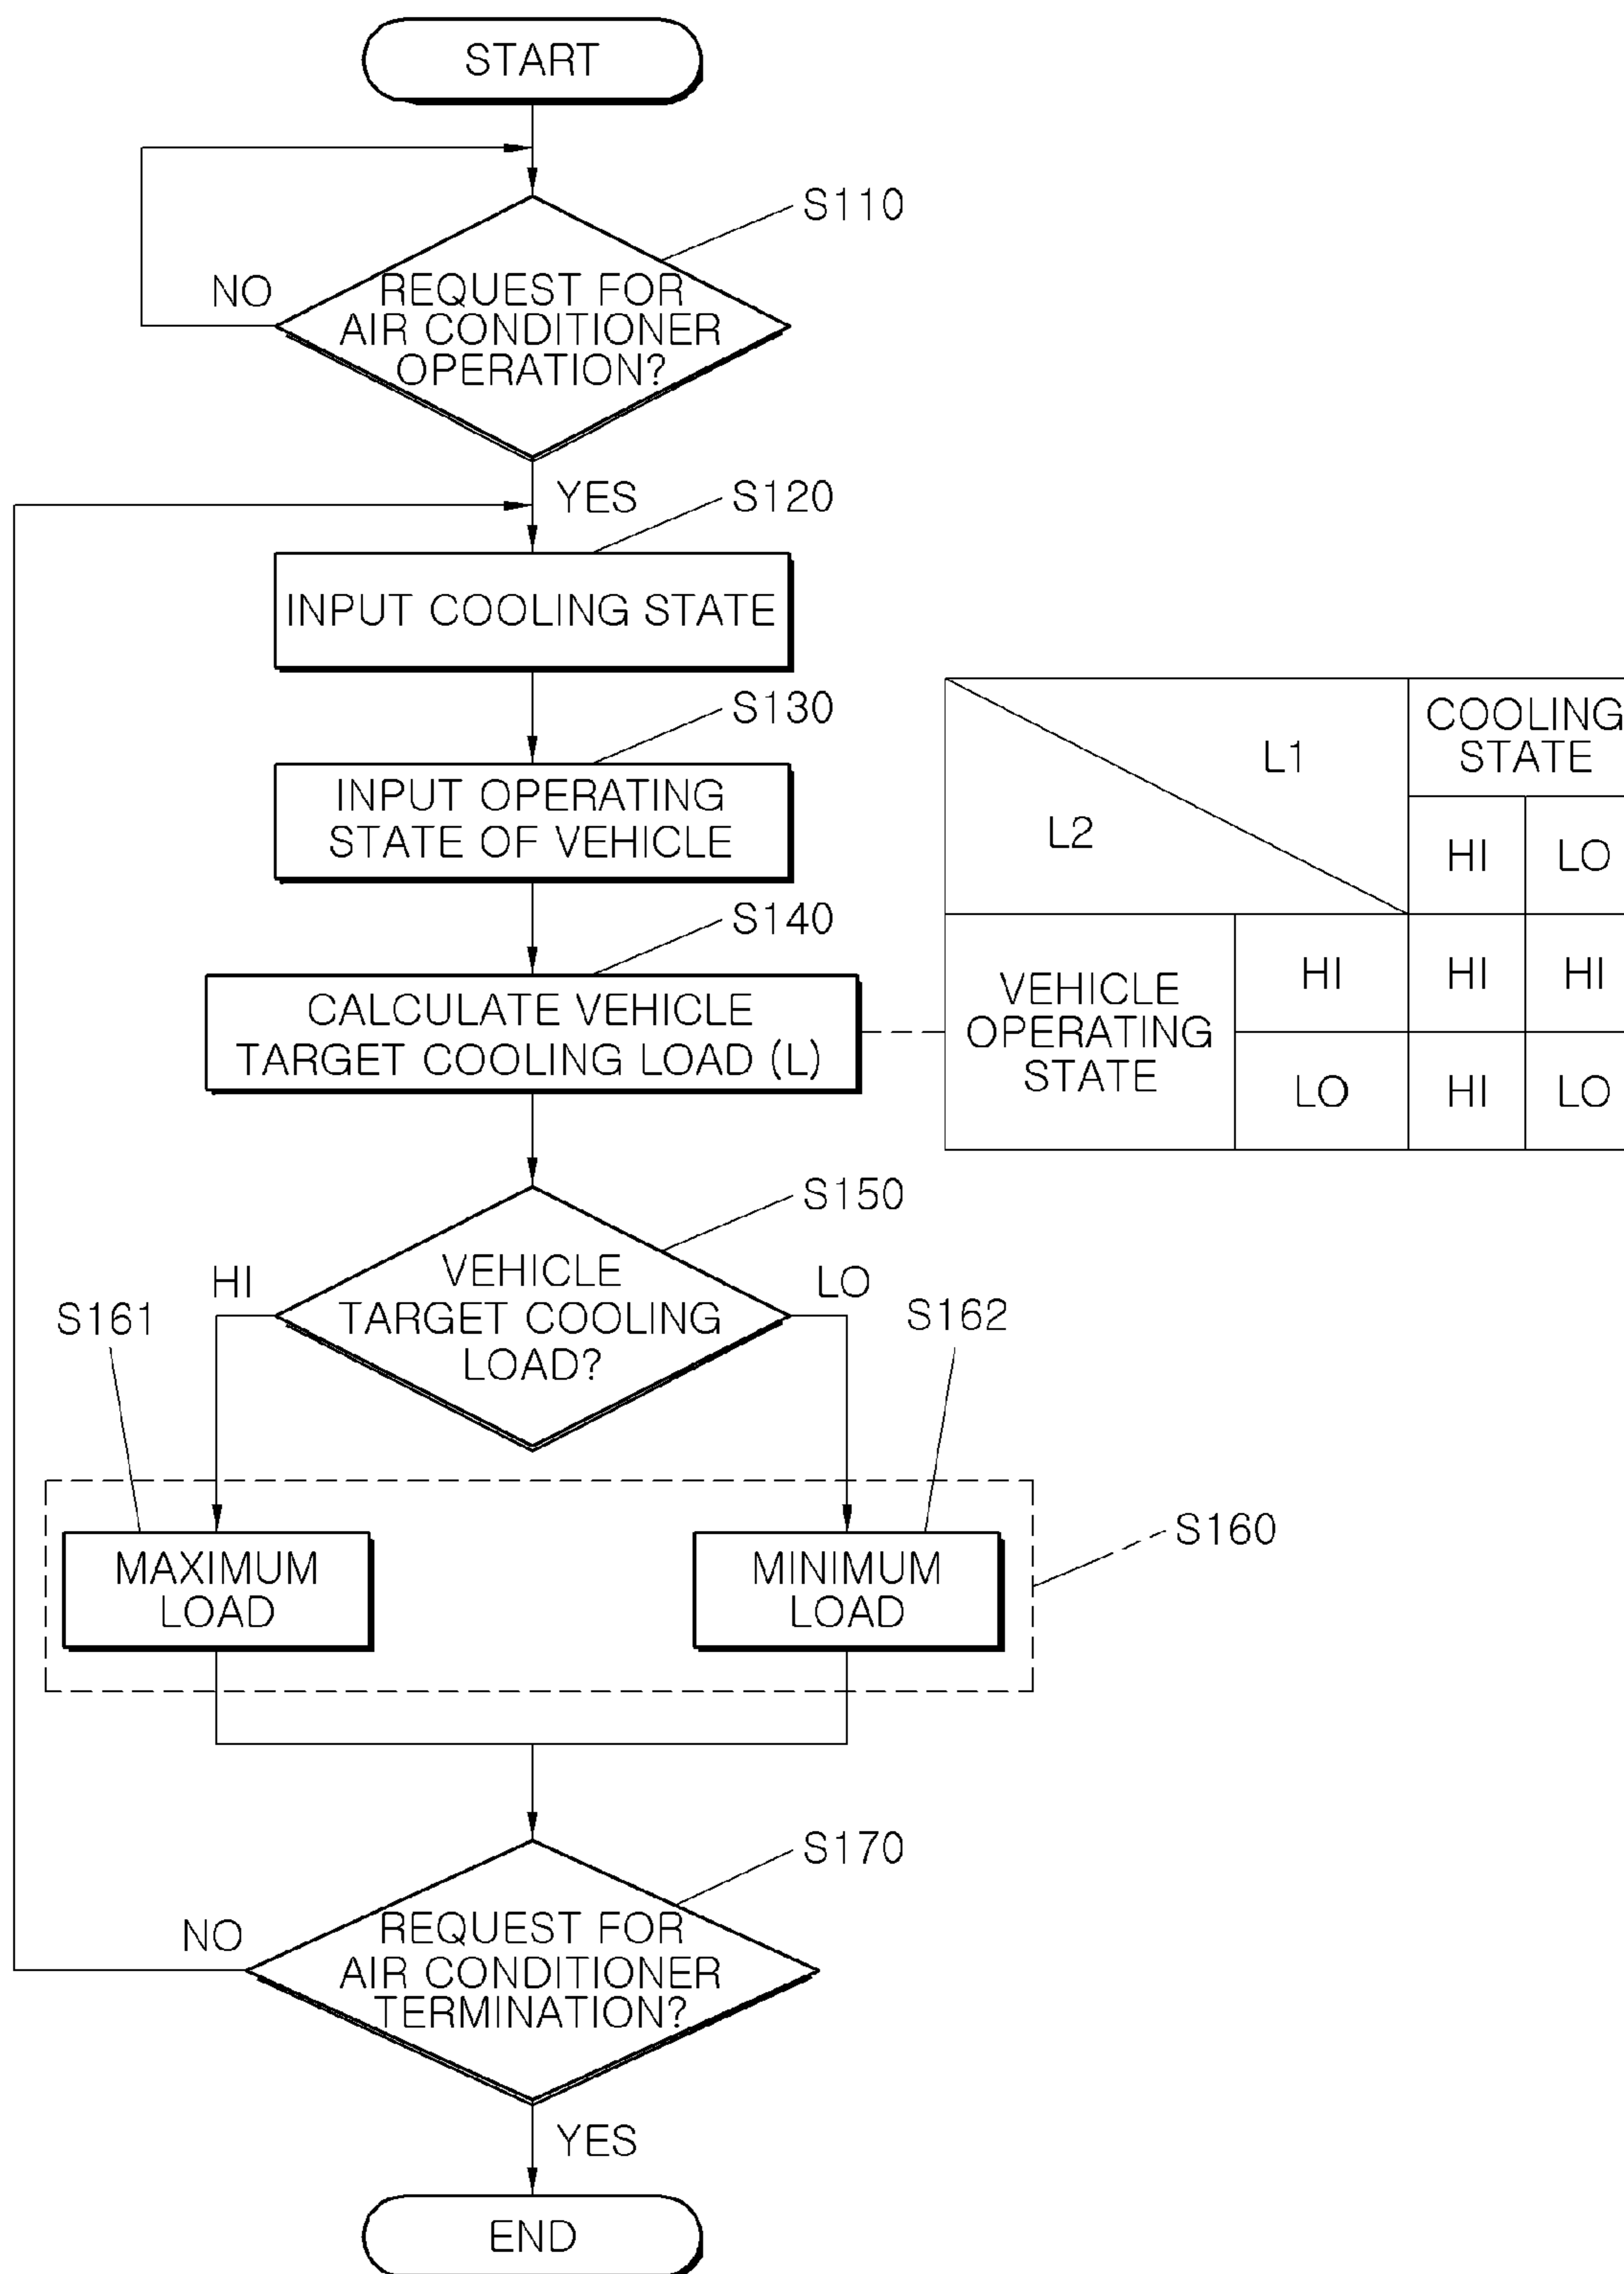 START
S110
NO
REQUEST FOR
AIR CONDITIONER
OPERATION?
YES
S120
INPUT COOLING STATE
S130
INPUT OPERATING
STATE OF VEHICLE
S140
CALCULATE VEHICLE
TARGET COOLING LOAD (L)
L1
L2
COOLING
STATE
HI
LO
VEHICLE
OPERATING
STATE
HI
HI
HI
LO
HI
LO
S150
HI
VEHICLE
TARGET COOLING
LOAD?
LO
S161
S162
MAXIMUM
LOAD
MINIMUM
LOAD
S160
S170
NO
REQUEST FOR
AIR CONDITIONER
TERMINATION?
YES
END